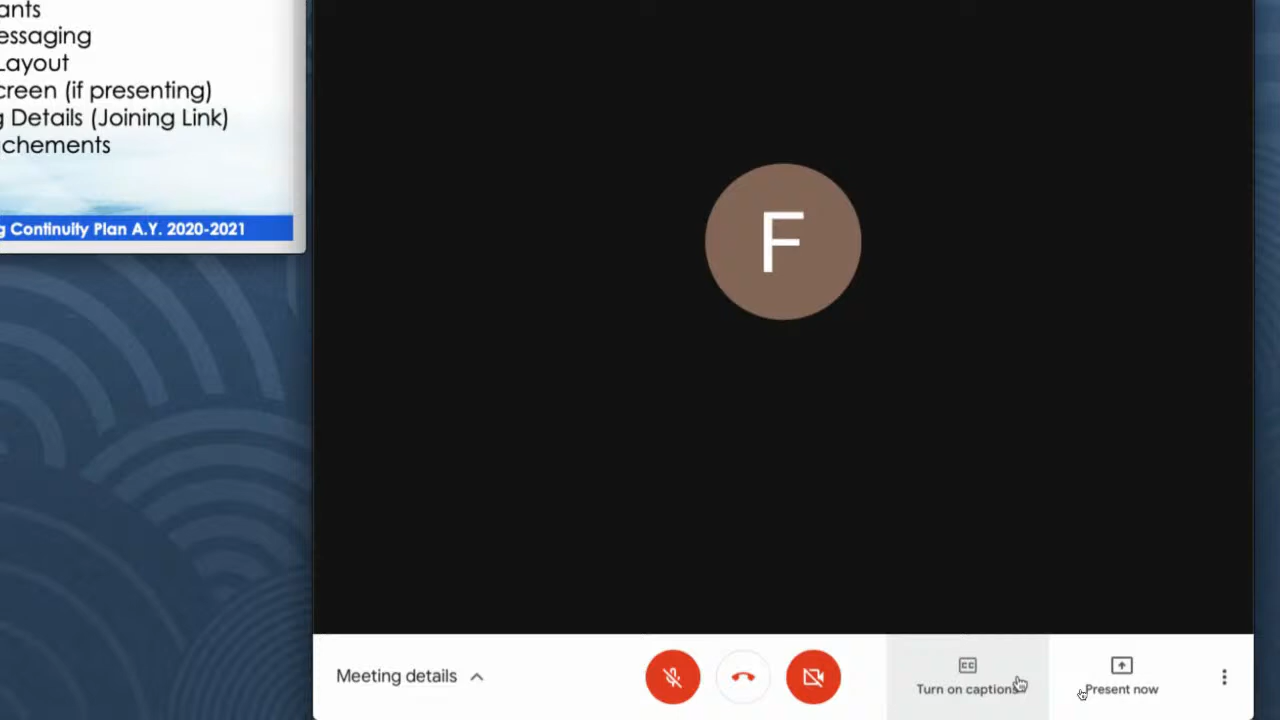 ants
essaging
Layout
creen (if presenting)
g Details (Joining Link)
chements
g Continuity Plan A.Y. 2020-2021
F
Meeting details
CC
Turn on captions
Present now